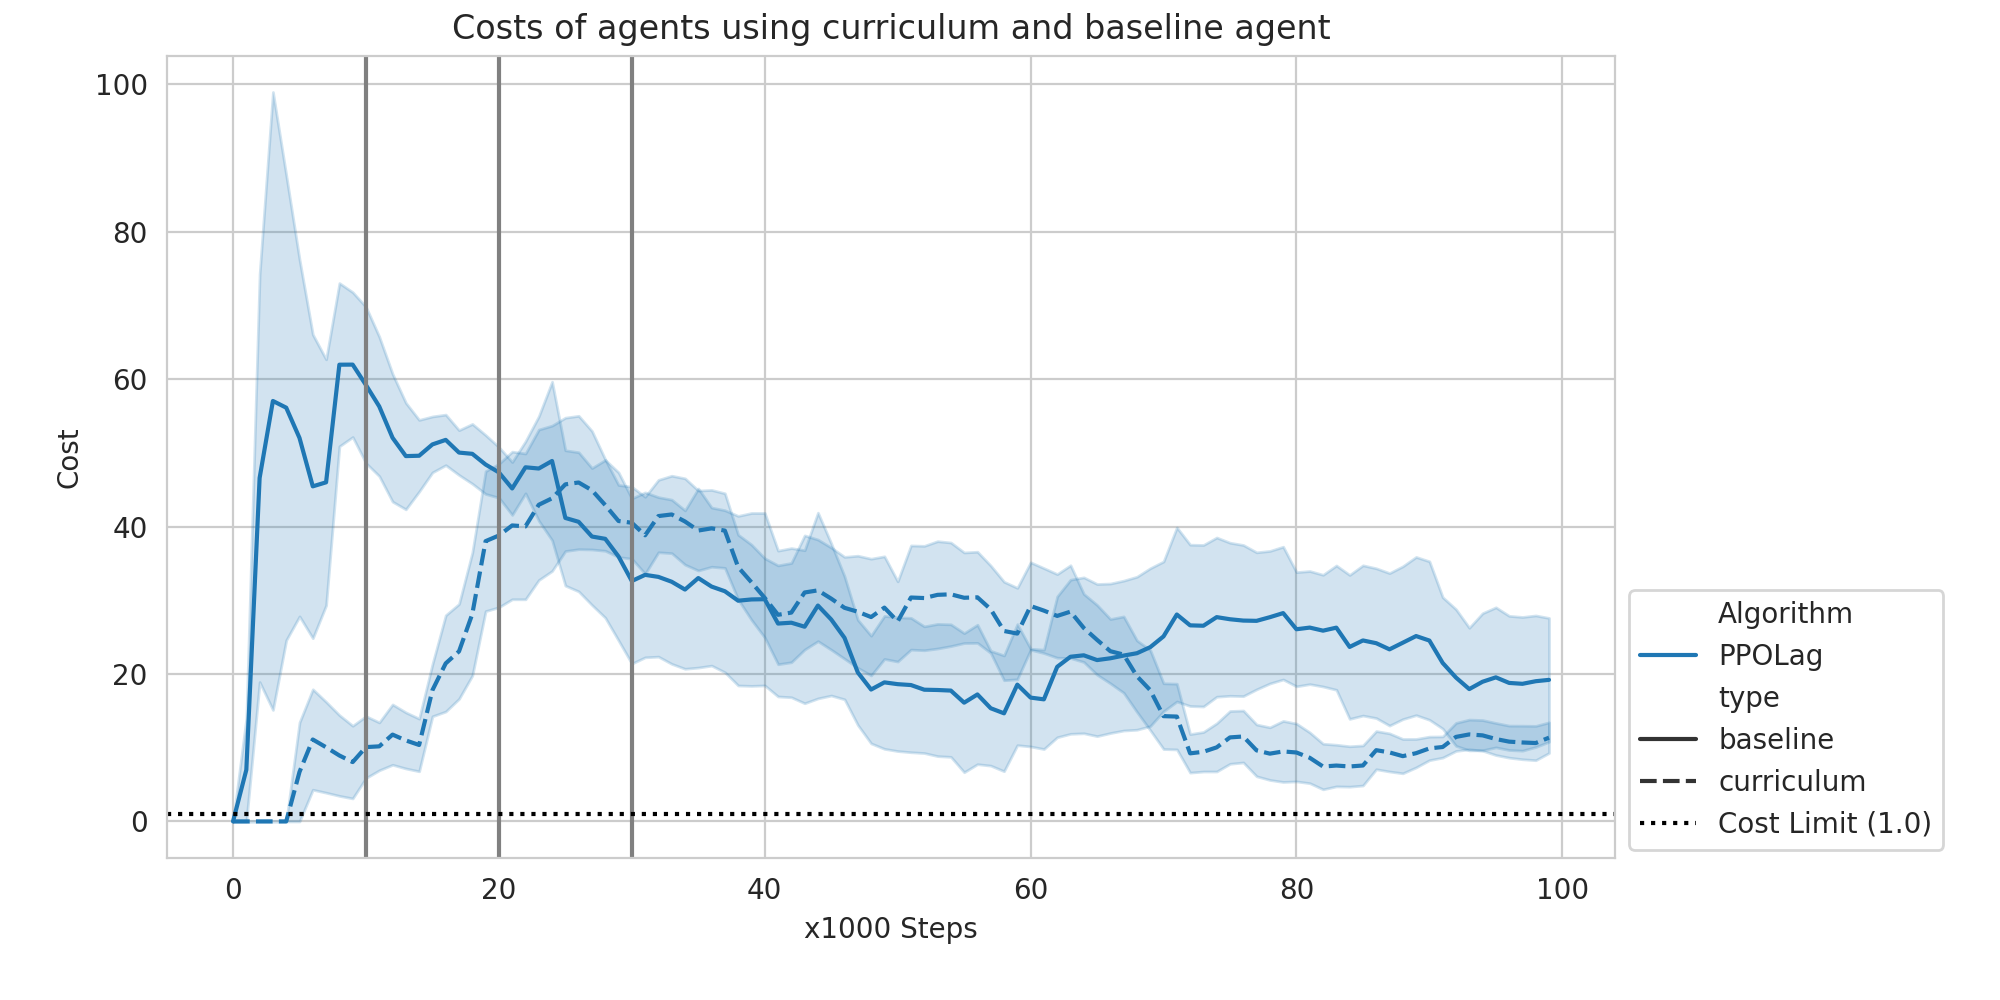 Costs of agents using curriculum and baseline agent
100
80
60
40
20
0
Cost
0
20
40
60
80
100
x1000 Steps
Algorithm
PPOLag
type
baseline
curriculum
Cost Limit (1.0)